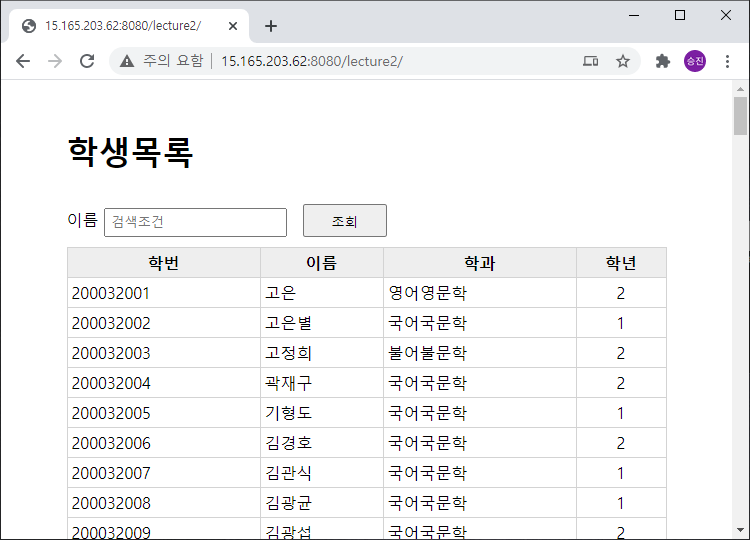 15.165.203.62:8080/lecture2/
주의 요함 15.165.203.62:8080/lecture2/ 승진
학생목록
이름 검색조건 조회
학번 이름 학과 학년
200032001 고은 영어영문학 2
200032002 고은별 국어국문학 1
200032003 고정희 불어불문학 2
200032004 곽재구 국어국문학 2
200032005 기형도 국어국문학 1
200032006 김경호 국어국문학 2
200032007 김관식 국어국문학 1
200032008 김광균 국어국문학 1
200032009 김광섭 국어국문학 2